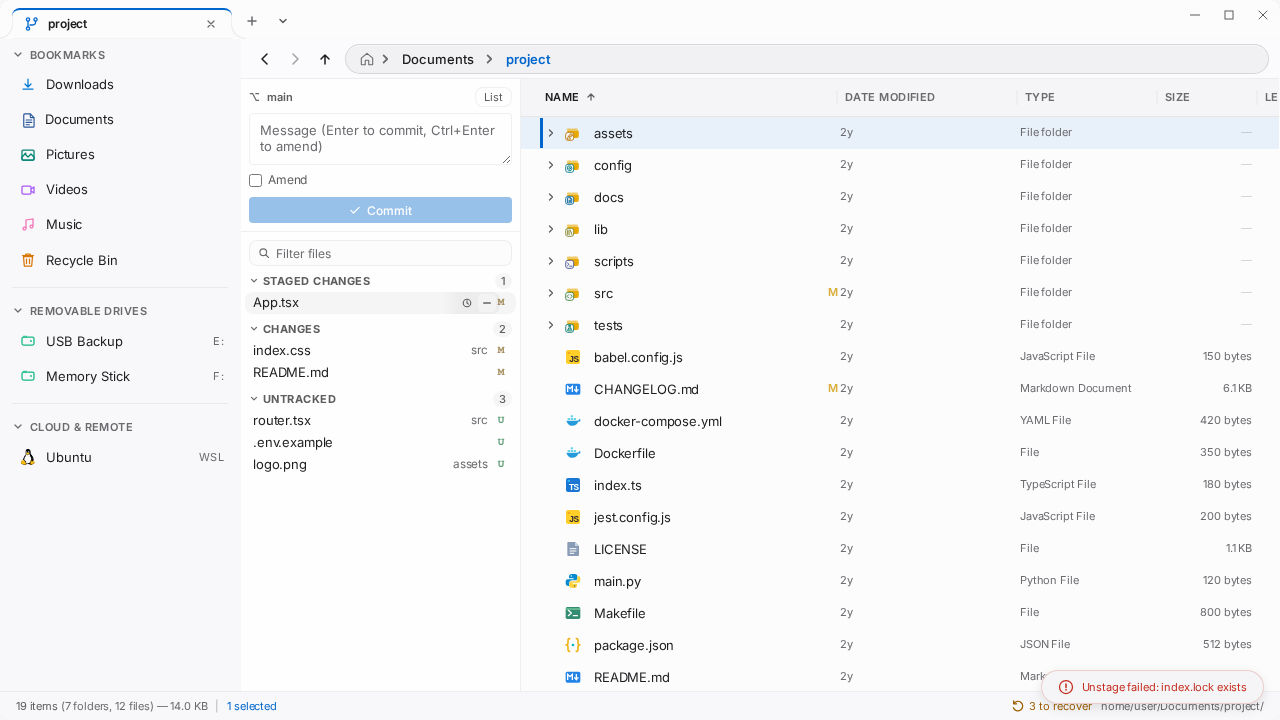 project
BOOKMARKS
Downloads
Documents
Pictures
Videos
Music
Recycle Bin
REMOVABLE DRIVES
USB Backup E:
Memory Stick F:
CLOUD & REMOTE
Ubuntu WSL
Documents project
main List
Message (Enter to commit, Ctrl+Enter
to amend)
Amend
Commit
Filter files
STAGED CHANGES 1
App.tsx M
CHANGES 2
index.css src M
README.md M
UNTRACKED 3
router.tsx src U
.env.example U
logo.png assets U
NAME DATE MODIFIED TYPE SIZE LE
assets 2y File folder —
config 2y File folder —
docs 2y File folder —
lib 2y File folder —
scripts 2y File folder —
src M 2y File folder —
tests 2y File folder —
babel.config.js 2y JavaScript File 150 bytes
CHANGELOG.md M 2y Markdown Document 6.1 KB
docker-compose.yml 2y YAML File 420 bytes
Dockerfile 2y File 350 bytes
index.ts 2y TypeScript File 180 bytes
jest.config.js 2y JavaScript File 200 bytes
LICENSE 2y File 1.1 KB
main.py 2y Python File 120 bytes
Makefile 2y File 800 bytes
package.json 2y JSON File 512 bytes
README.md 2y
Unstage failed: index.lock exists
19 items (7 folders, 12 files) — 14.0 KB | 1 selected
3 to recover home/user/Documents/project/